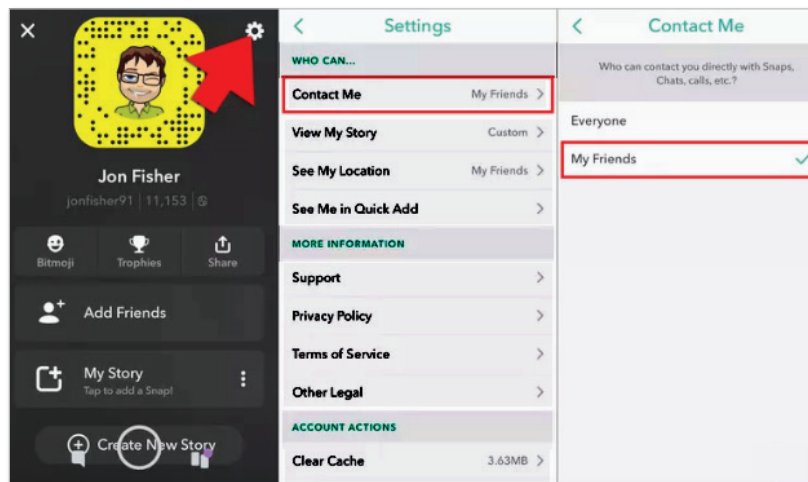 Jon Fisher
jonfisher91 | 11,153 |
Bitmoji
Trophies
Share
Add Friends
My Story
Tap to add a Snap!
Create New Story
Settings
WHO CAN...
Contact Me My Friends
View My Story Custom
See My Location My Friends
See Me in Quick Add
MORE INFORMATION
Support
Privacy Policy
Terms of Service
Other Legal
ACCOUNT ACTIONS
Clear Cache 3.63MB
Contact Me
Who can contact you directly with Snaps,
Chats, calls, etc.?
Everyone
My Friends